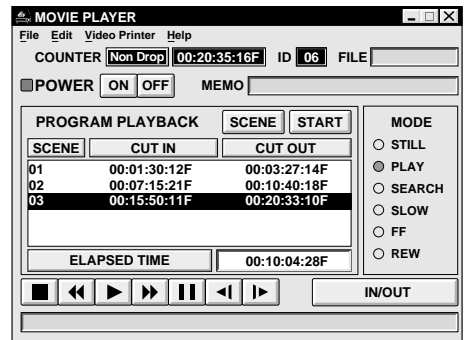 MOVIE PLAYER
File Edit Video Printer Help
COUNTER Non Drop 00:20:35:16F ID 06 FILE
POWER ON OFF MEMO
PROGRAM PLAYBACK SCENE START
SCENE CUT IN CUT OUT
01 00:01:30:12F 00:03:27:14F
02 00:07:15:21F 00:10:40:18F
03 00:15:50:11F 00:20:33:10F
ELAPSED TIME 00:10:04:28F
MODE
STILL
PLAY
SEARCH
SLOW
FF
REW
IN/OUT